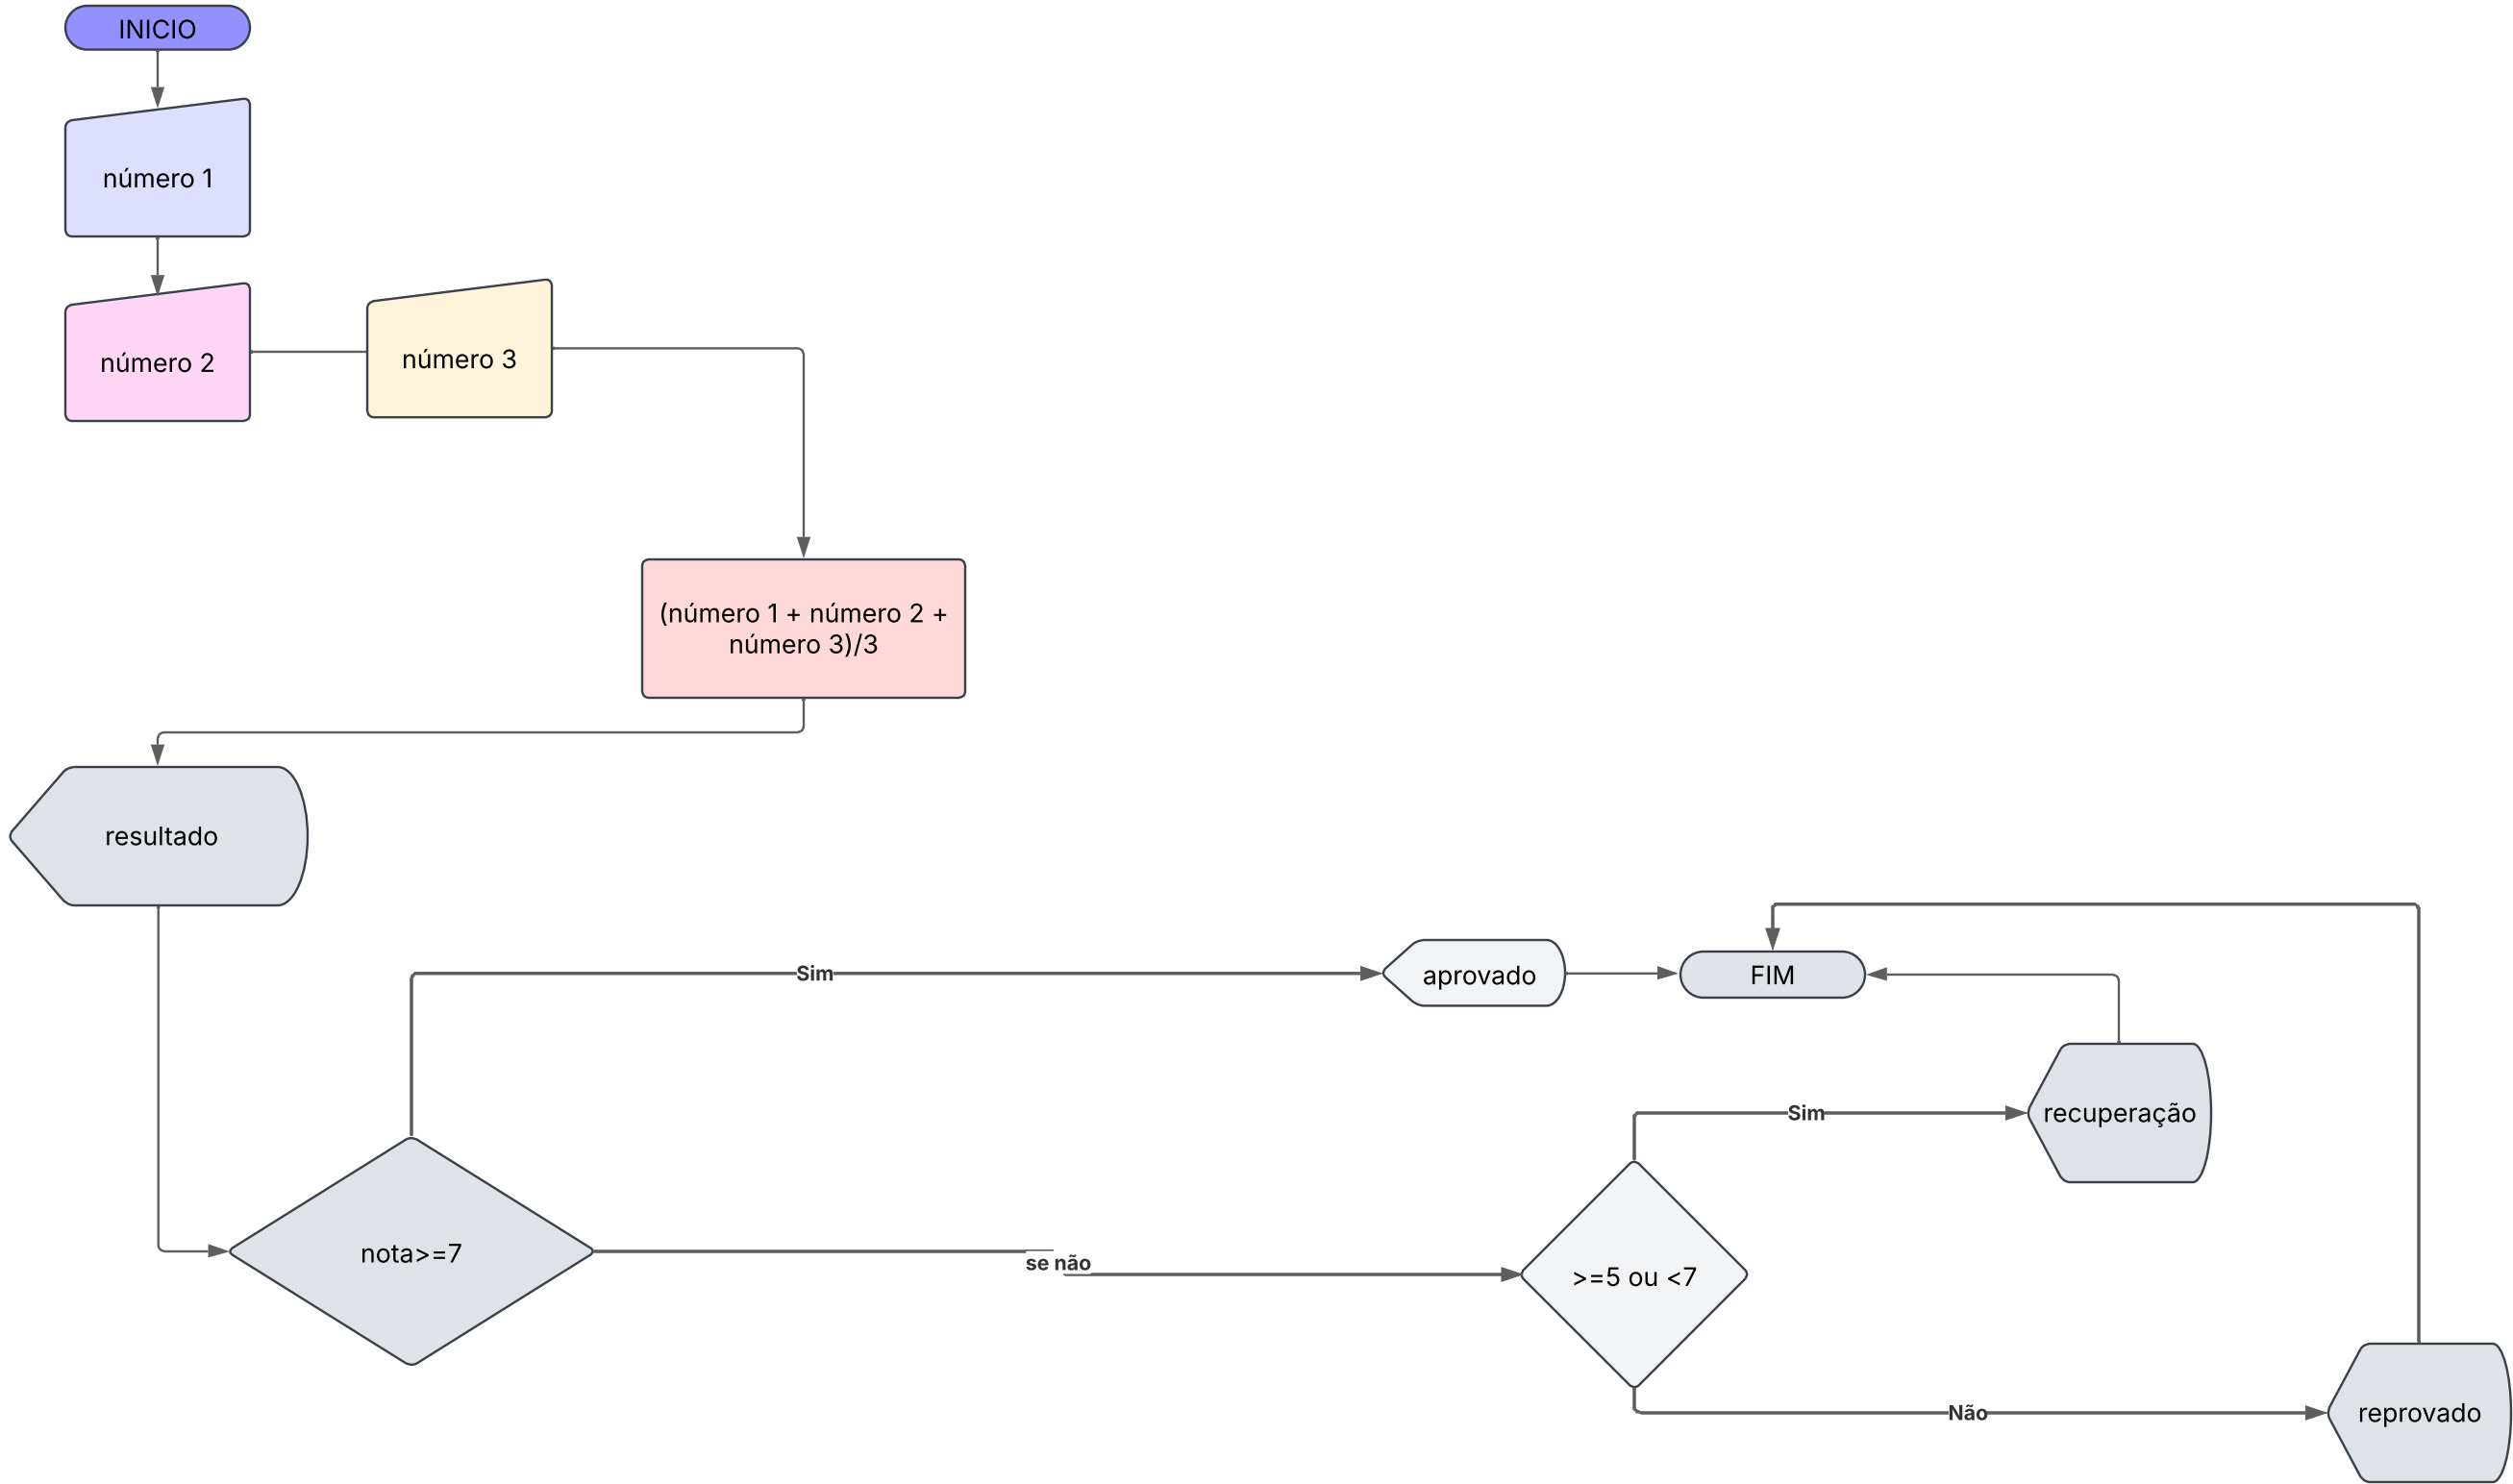 INICIO
número 1
número 2
número 3
(número 1 + número 2 +
número 3)/3
resultado
Sim
aprovado
FIM
Sim
recuperação
nota>=7
se não
>=5 ou <7
Não
reprovado